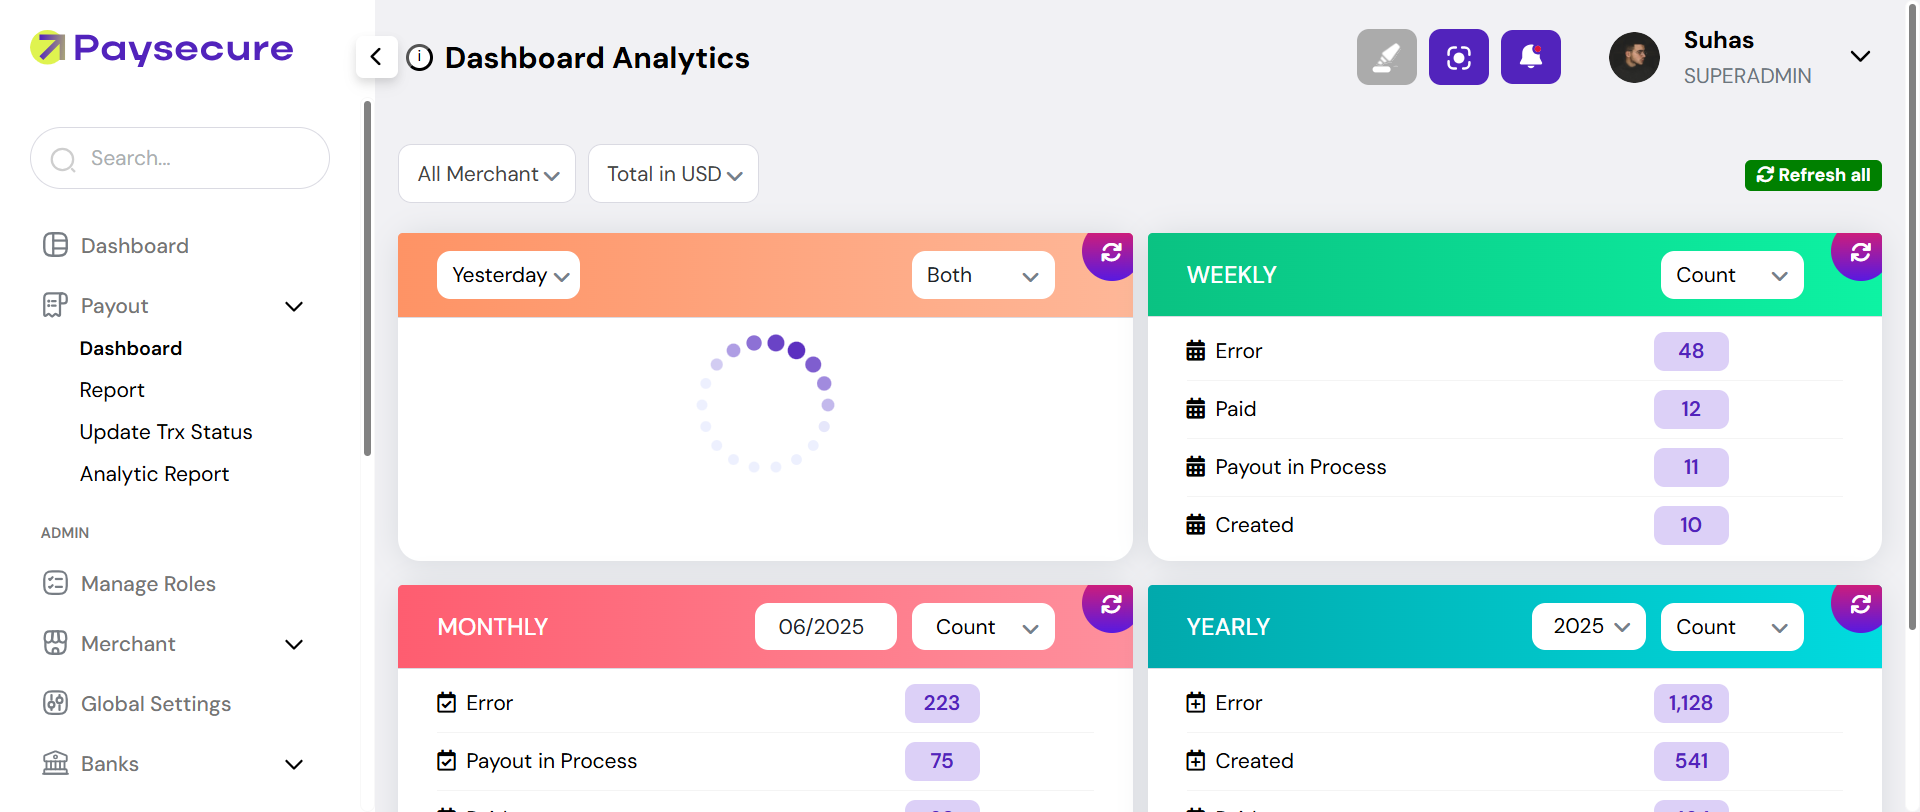 Paysecure
Dashboard Analytics
Suhas
SUPERADMIN
Search...
Dashboard
Payout
Dashboard
Report
Update Trx Status
Analytic Report
ADMIN
Manage Roles
Merchant
Global Settings
Banks
All Merchant
Total in USD
Refresh all
Yesterday
Both
WEEKLY
Count
Error 48
Paid 12
Payout in Process 11
Created 10
MONTHLY
06/2025
Count
Error 223
Payout in Process 75
YEARLY
2025
Count
Error 1,128
Created 541